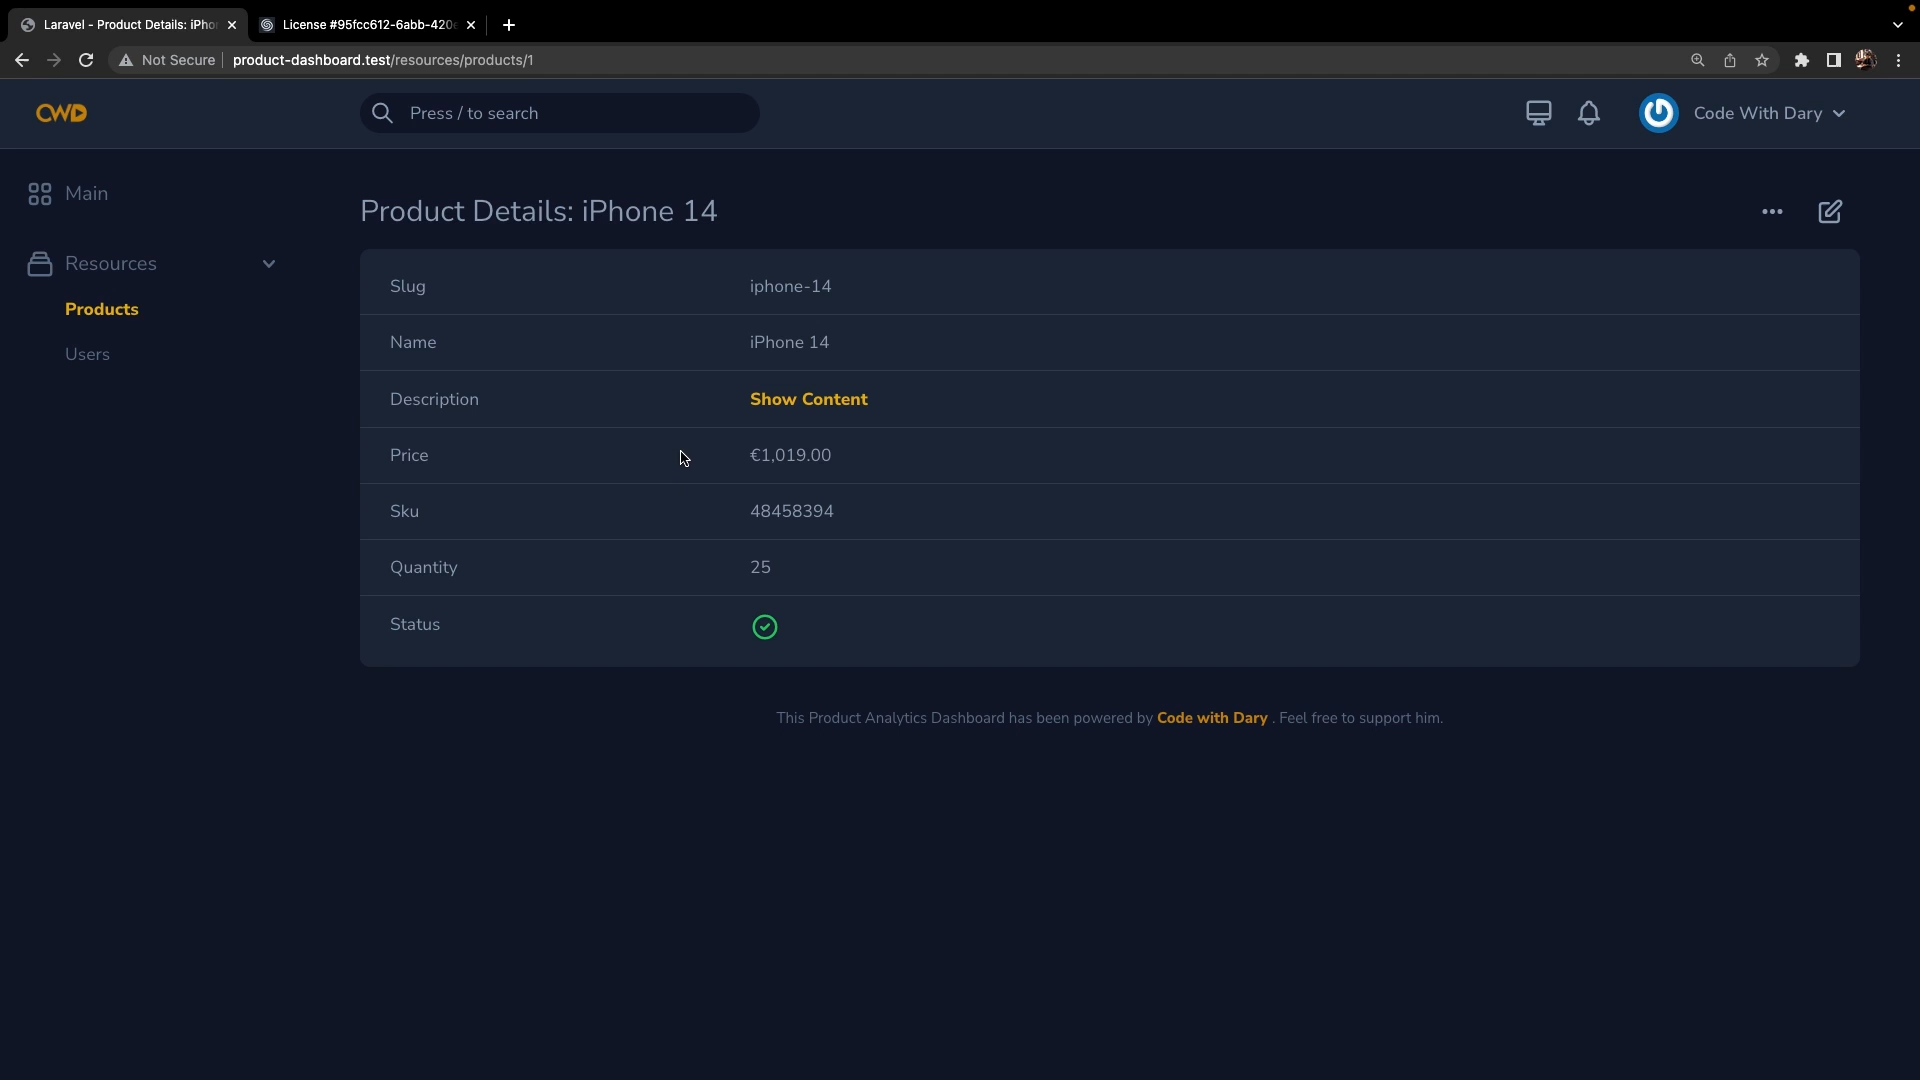 Laravel - Product Details: iPho
License #95fcc612-6abb-420
Not Secure
product-dashboard.test/resources/products/1
CWD
Press / to search
Code With Dary
Main
Resources
Products
Users
Product Details: iPhone 14
Slug iphone-14
Name iPhone 14
Description Show Content
Price €1,019.00
Sku 48458394
Quantity 25
Status
This Product Analytics Dashboard has been powered by Code with Dary . Feel free to support him.